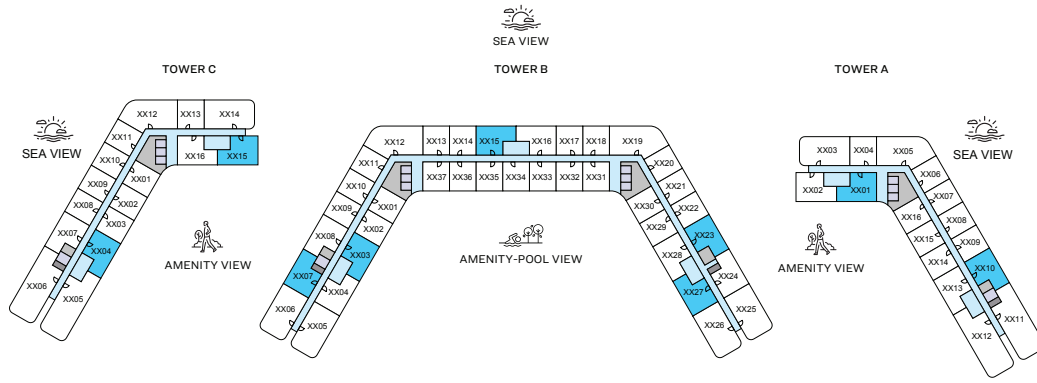 SEA VIEW
TOWER C
TOWER B
TOWER A
SEA VIEW
SEA VIEW
AMENITY VIEW
AMENITY-POOL VIEW
AMENITY VIEW
XX12
XX13
XX14
XX11
XX10
XX16
XX15
XX01
XX09
XX02
XX08
XX03
XX07
XX04
XX06
XX05
XX12
XX13
XX14
XX15
XX16
XX17
XX18
XX19
XX11
XX37
XX36
XX35
XX34
XX33
XX32
XX31
XX20
XX10
XX01
XX30
XX21
XX09
XX02
XX29
XX22
XX08
XX03
XX28
XX23
XX07
XX04
XX27
XX24
XX06
XX05
XX26
XX25
XX03
XX04
XX05
XX02
XX01
XX06
XX07
XX16
XX08
XX15
XX09
XX14
XX10
XX13
XX11
XX12